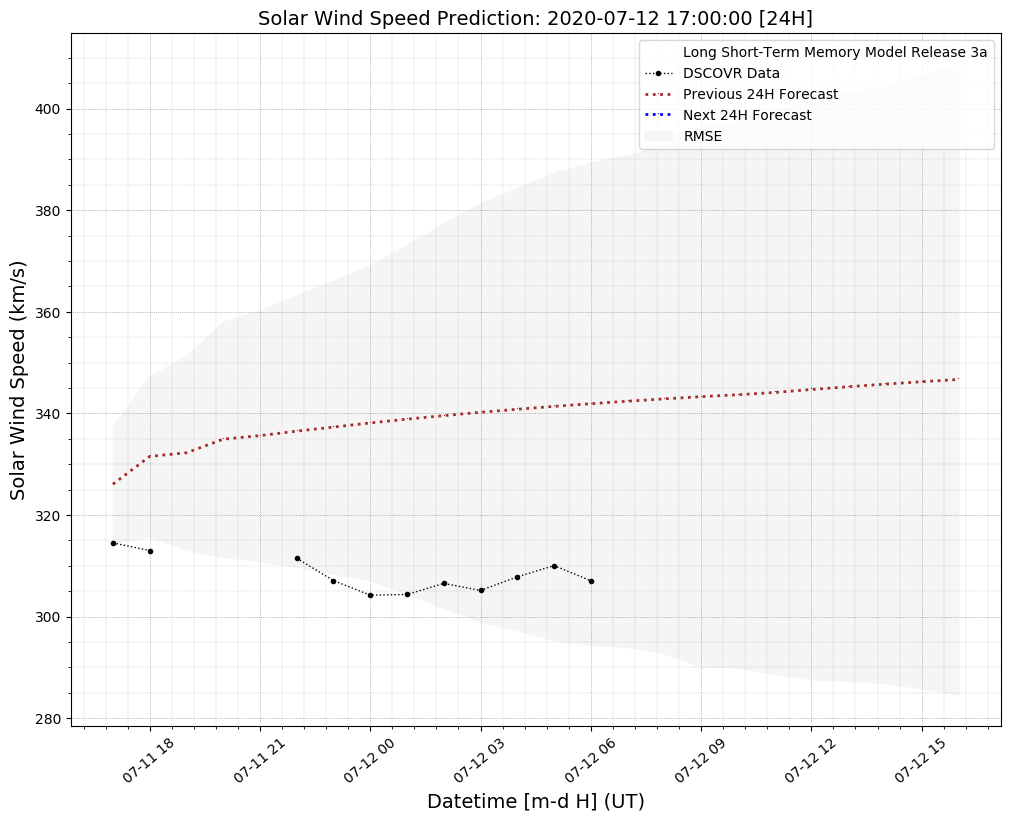 Solar Wind Speed Prediction: 2020-07-12 17:00:00 [24H]
Long Short-Term Memory Model Release 3a
DSCOVR Data
Previous 24H Forecast
Next 24H Forecast
RMSE
Solar Wind Speed (km/s)
400
380
360
340
320
300
280
07-11 18
07-11 21
07-12 00
07-12 03
07-12 06
07-12 09
07-12 12
07-12 15
Datetime [m-d H] (UT)